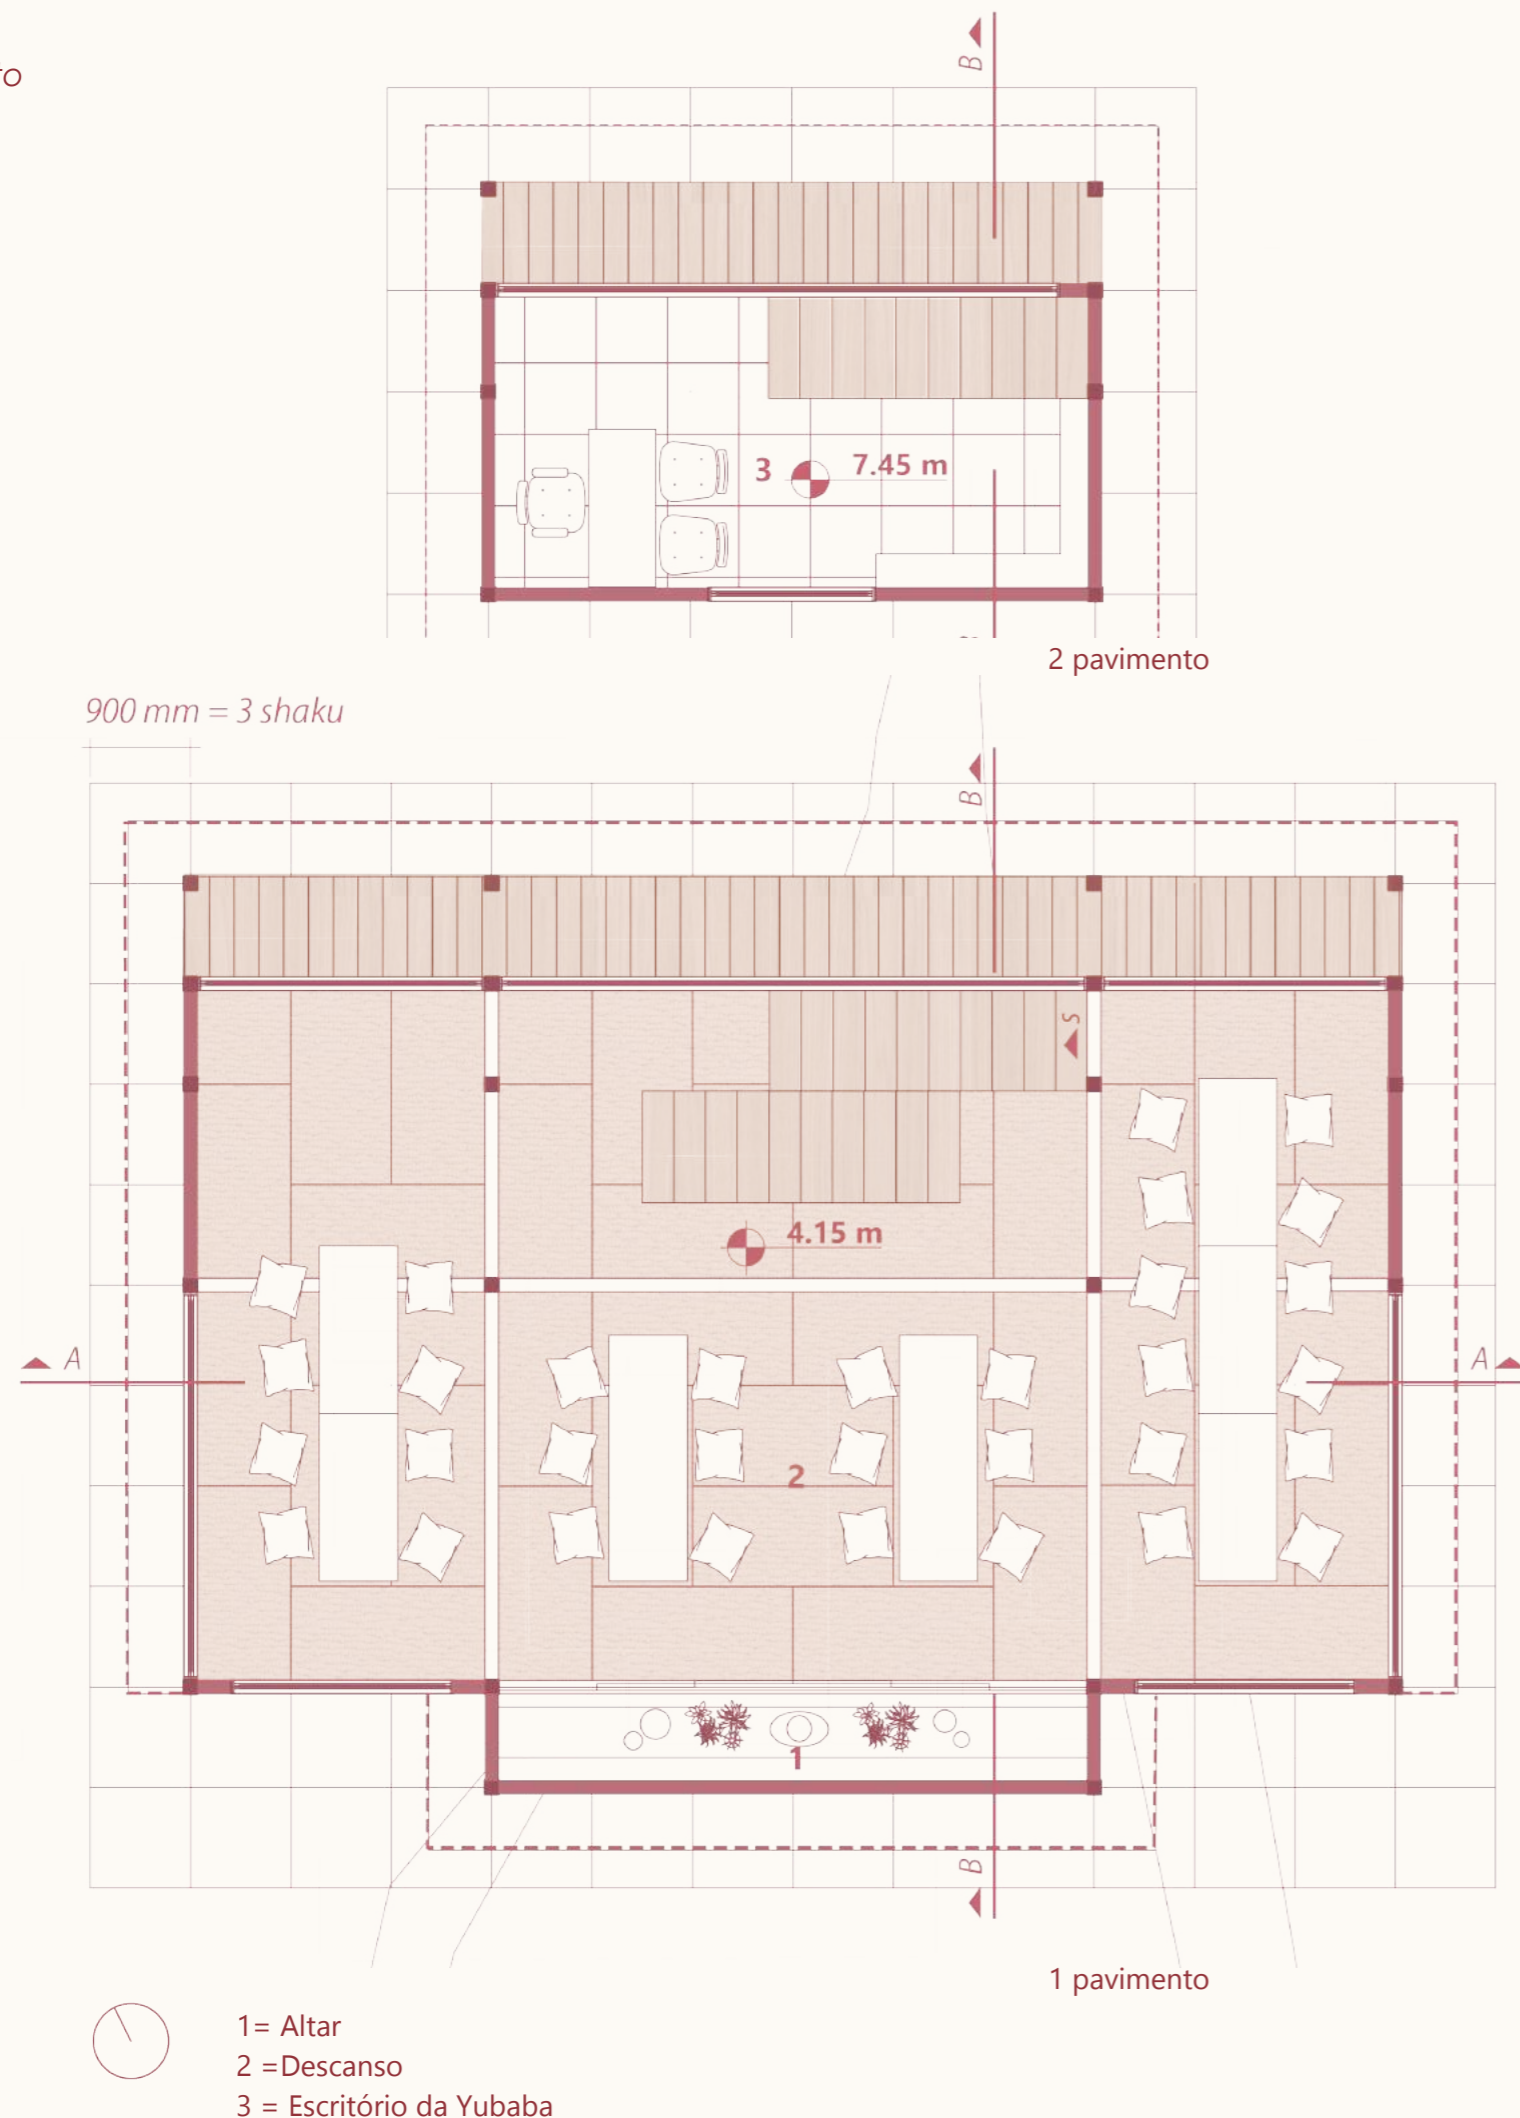 TO
B
3 7.45 m
2 pavimento
900 mm = 3 shaku
B
S
4.15 m
A
A
2
1
B
1 pavimento
1= Altar
2 =Descanso
3 = Escritório da Yubaba